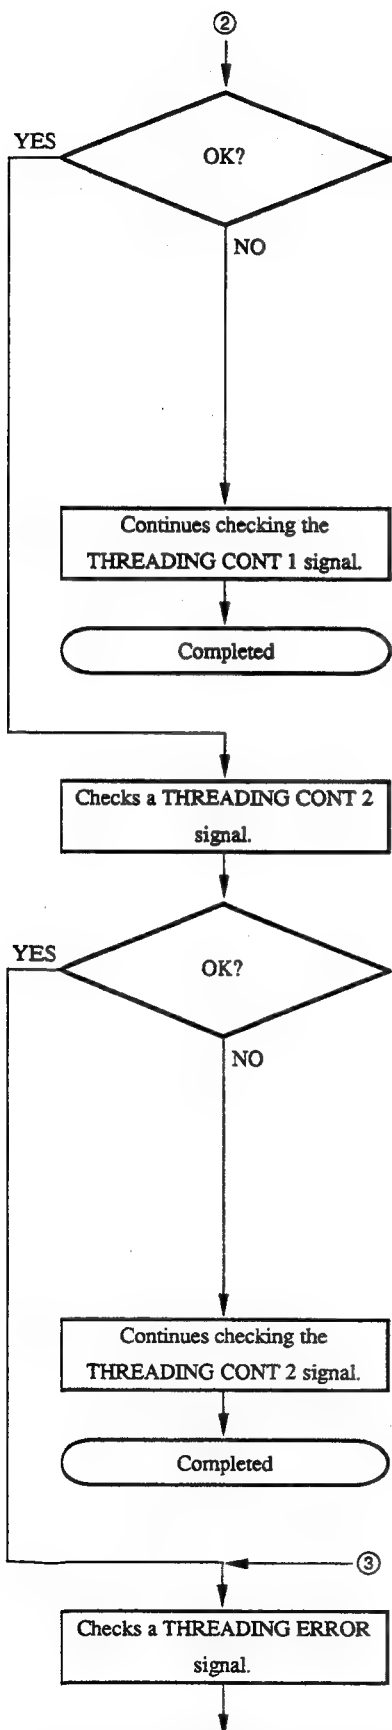 ②
YES
OK?
NO
Continues checking the
THREADING CONT 1 signal.
Completed
Checks a THREADING CONT 2
signal.
YES
OK?
NO
Continues checking the
THREADING CONT 2 signal.
Completed
③
Checks a THREADING ERROR
signal.